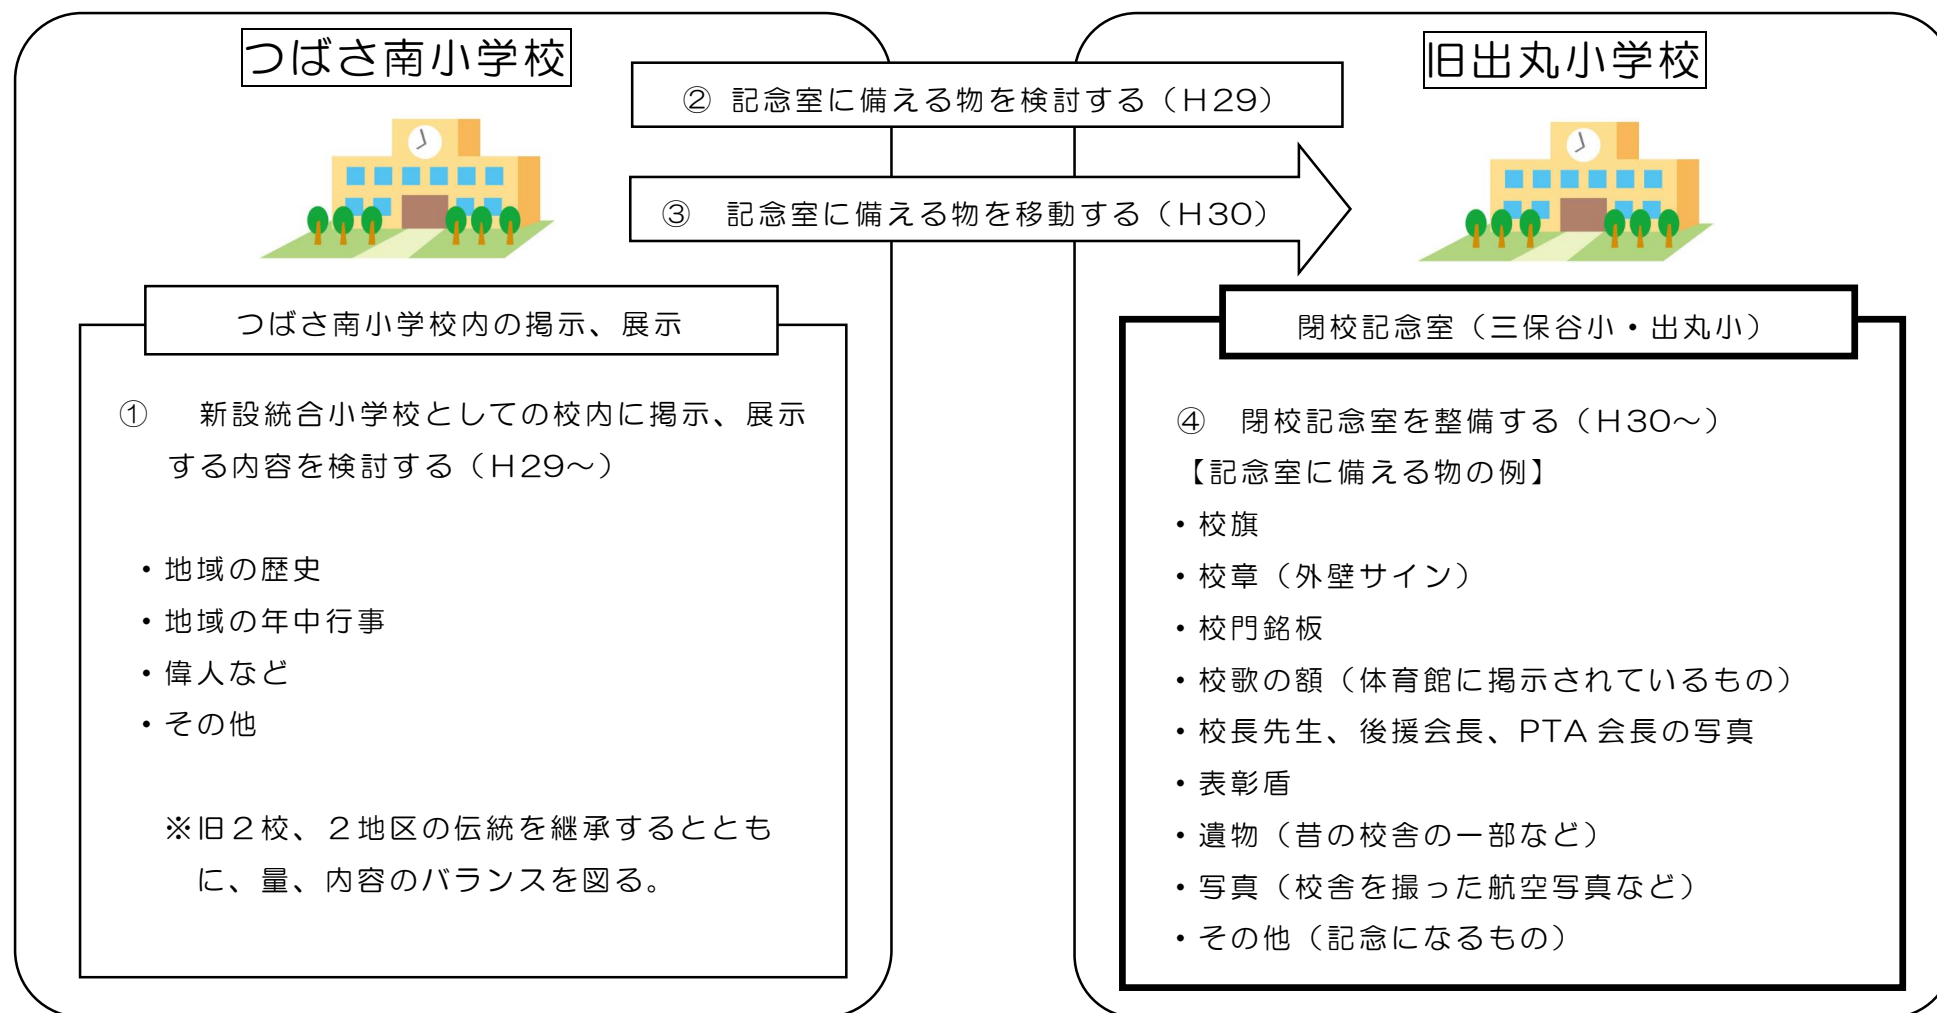 つばさ南小学校
旧出丸小学校
② 記念室に備える物を検討する（H29）
③ 記念室に備える物を移動する（H30）
つばさ南小学校内の掲示、展示
① 新設統合小学校としての校内に掲示、展示
する内容を検討する（H29～）
・地域の歴史
・地域の年中行事
・偉人など
・その他
※旧２校、２地区の伝統を継承するととも
に、量、内容のバランスを図る。
閉校記念室（三保谷小・出丸小）
④ 閉校記念室を整備する（H30～）
【記念室に備える物の例】
・校旗
・校章（外壁サイン）
・校門銘板
・校歌の額（体育館に掲示されているもの）
・校長先生、後援会長、PTA 会長の写真
・表彰盾
・遺物（昔の校舎の一部など）
・写真（校舎を撮った航空写真など）
・その他（記念になるもの）